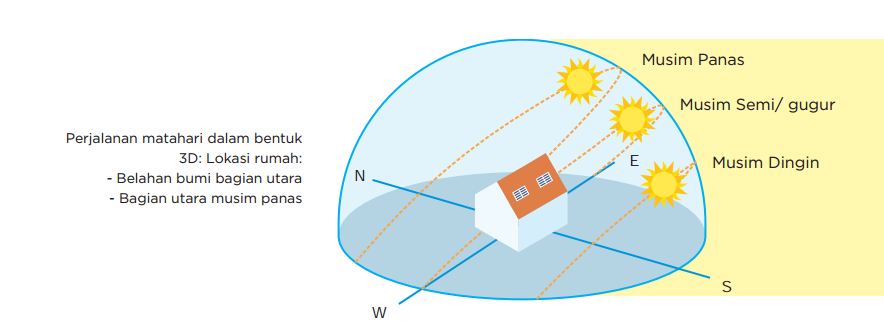 Musim Panas
Musim Semi/ gugur
Perjalanan matahari dalam bentuk
3D: Lokasi rumah:
- Belahan bumi bagian utara
- Bagian utara musim panas
E
Musim Dingin
N
S
W